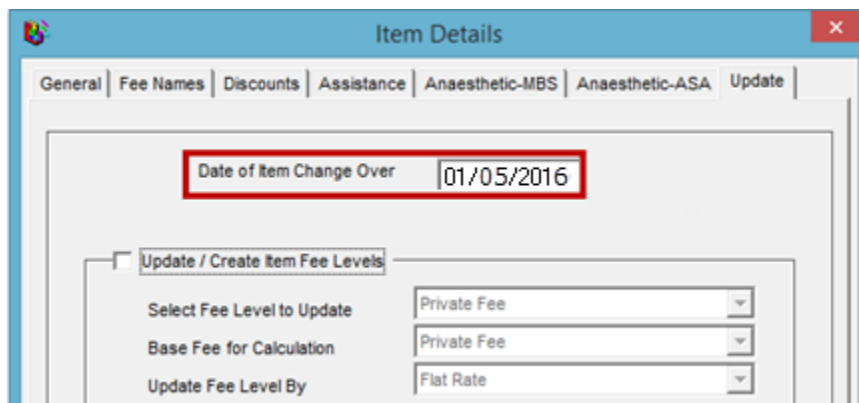 Item Details
General Fee Names Discounts Assistance Anaesthetic-MBS Anaesthetic-ASA Update
Date of Item Change Over 01/05/2016
Update / Create Item Fee Levels
Select Fee Level to Update Private Fee
Base Fee for Calculation Private Fee
Update Fee Level By Flat Rate